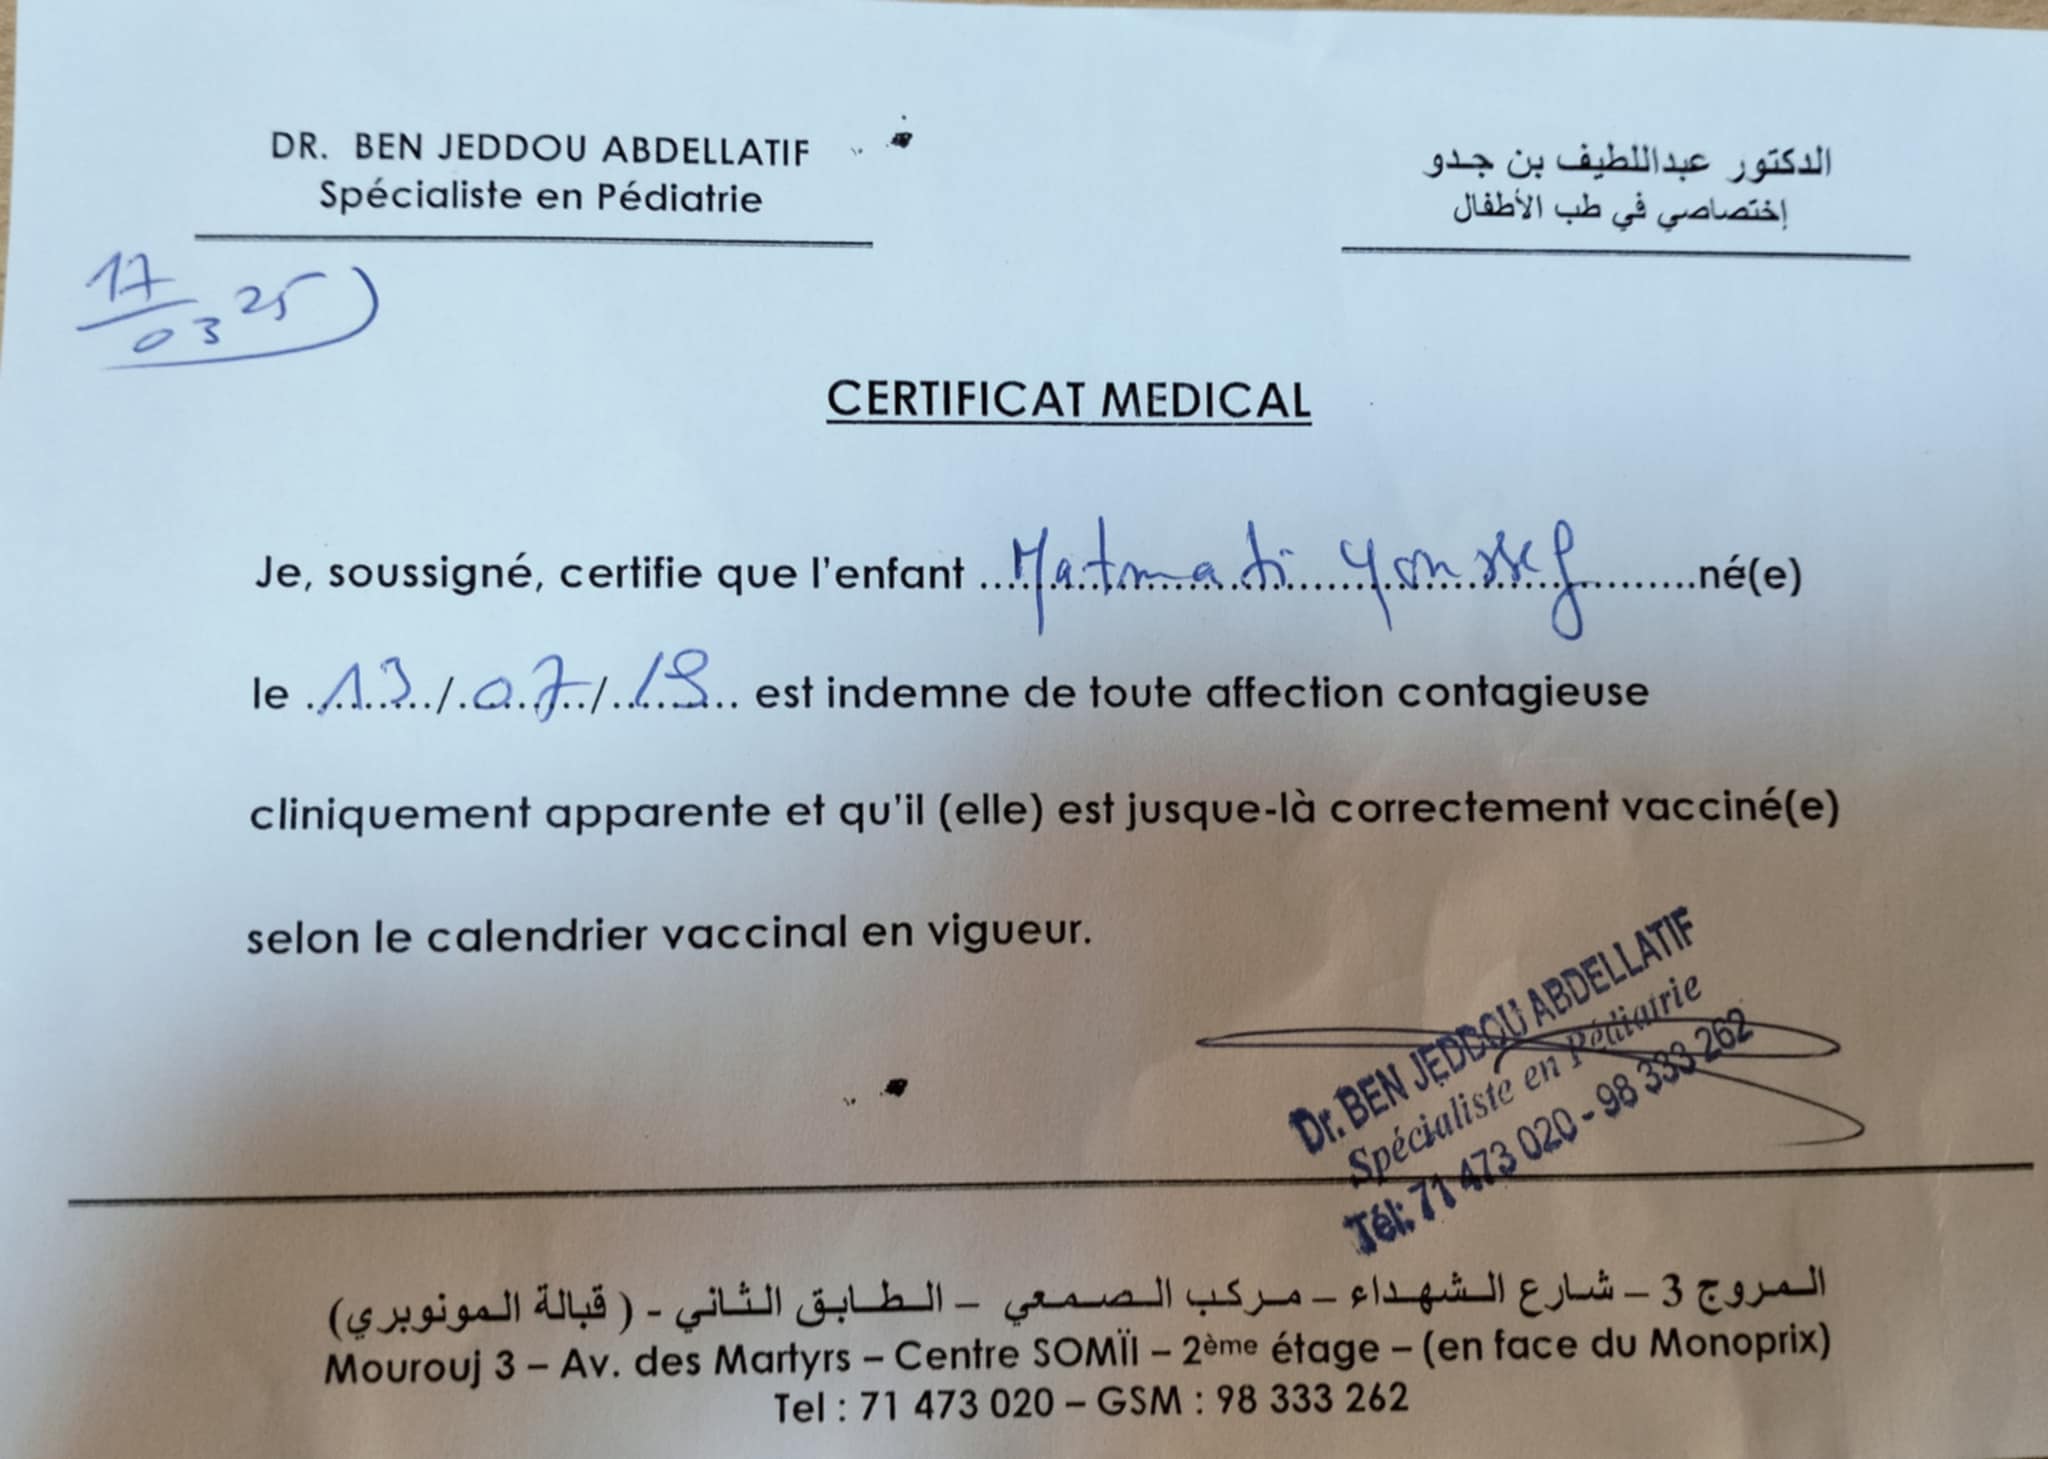 DR. BEN JEDDOU ABDELLATIF
Spécialiste en Pédiatrie
الدكتور عبداللطيف بن جدو
إختصاصي في طب الأطفال
17/03 25
CERTIFICAT MEDICAL
Je, soussigné, certifie que l'enfant ...Matmati Youssef...né(e)
le ...13.../...07.../...19... est indemne de toute affection contagieuse
cliniquement apparente et qu'il (elle) est jusque-là correctement vacciné(e)
selon le calendrier vaccinal en vigueur.
Dr. BEN JEDDOU ABDELLATIF
Spécialiste en Pédiatrie
Tél: 71 473 020 - 98 333 262
المروج 3 – شارع الشهداء – مركب الصمعي – الطابق الثاني - ( قبالة المونوبري)
Mourouj 3 – Av. des Martyrs – Centre SOMÏI – 2ème étage – (en face du Monoprix)
Tel : 71 473 020 – GSM : 98 333 262